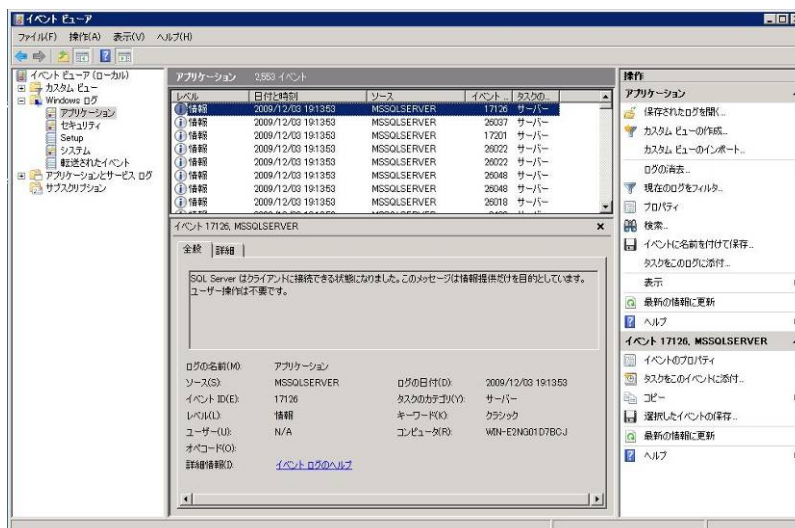 イベント ビューア
ファイル(F) 操作(A) 表示(V) ヘルプ(H)
イベント ビューア (ローカル)
カスタム ビュー
Windows ログ
アプリケーション
セキュリティ
Setup
システム
転送されたイベント
アプリケーションとサービス ログ
サブスクリプション
アプリケーション 2,553 イベント
レベル 日付と時刻 ソース イベント... タスクの...
情報 2009/12/03 19:13:53 MSSQLSERVER 17126 サーバー
情報 2009/12/03 19:13:53 MSSQLSERVER 26037 サーバー
情報 2009/12/03 19:13:53 MSSQLSERVER 17201 サーバー
情報 2009/12/03 19:13:53 MSSQLSERVER 26022 サーバー
情報 2009/12/03 19:13:53 MSSQLSERVER 26022 サーバー
情報 2009/12/03 19:13:53 MSSQLSERVER 26048 サーバー
情報 2009/12/03 19:13:53 MSSQLSERVER 26048 サーバー
情報 2009/12/03 19:13:53 MSSQLSERVER 26018 サーバー
イベント 17126, MSSQLSERVER
全般 詳細
SQL Server はクライアントに接続できる状態になりました。このメッセージは情報提供だけを目的としています。
ユーザー操作は不要です。
ログの名前(M): アプリケーション
ソース(S): MSSQLSERVER ログの日付(D): 2009/12/03 19:13:53
イベント ID(E): 17126 タスクのカテゴリ(Y): サーバー
レベル(L): 情報 キーワード(K): クラシック
ユーザー(U): N/A コンピュータ(R): WIN-E2NG01D7BCJ
オペコード(O):
詳細情報(I): イベント ログのヘルプ
操作
アプリケーション
保存されたログを開く...
カスタム ビューの作成...
カスタム ビューのインポート...
ログの消去...
現在のログをフィルタ...
プロパティ
検索...
イベントに名前を付けて保存...
タスクをこのログに添付...
表示
最新の情報に更新
ヘルプ
イベント 17126, MSSQLSERVER
イベントのプロパティ
タスクをこのイベントに添付...
コピー
選択したイベントの保存...
最新の情報に更新
ヘルプ